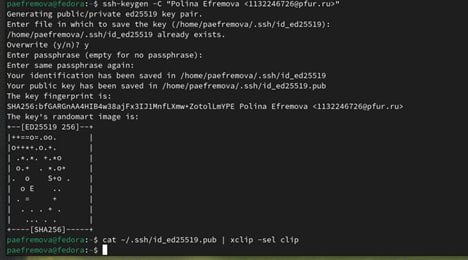 paefremova@fedora:~$ ssh-keygen -C "Polina Efremova <1132246726@pfur.ru>"
Generating public/private ed25519 key pair.
Enter file in which to save the key (/home/paefremova/.ssh/id_ed25519):
/home/paefremova/.ssh/id_ed25519 already exists.
Overwrite (y/n)? y
Enter passphrase (empty for no passphrase):
Enter same passphrase again:
Your identification has been saved in /home/paefremova/.ssh/id_ed25519
Your public key has been saved in /home/paefremova/.ssh/id_ed25519.pub
The key fingerprint is:
SHA256:bfGARGnAA4HIB4w38ajFx3IJ1MnfLXmw+ZotolLmYPE Polina Efremova <1132246726@pfur.ru>
The key's randomart image is:
+--[ED25519 256]--+
|++==o=.oo.       |
|o++*+.o.+.       |
| .*.*. +.*o      |
| o.+  . *.o+     |
|.  o    S+o .    |
|  o E    ..      |
| . =     +       |
|  . . . + .      |
|   ... . .       |
+----[SHA256]-----+
paefremova@fedora:~$ cat ~/.ssh/id_ed25519.pub | xclip -sel clip
paefremova@fedora:~$